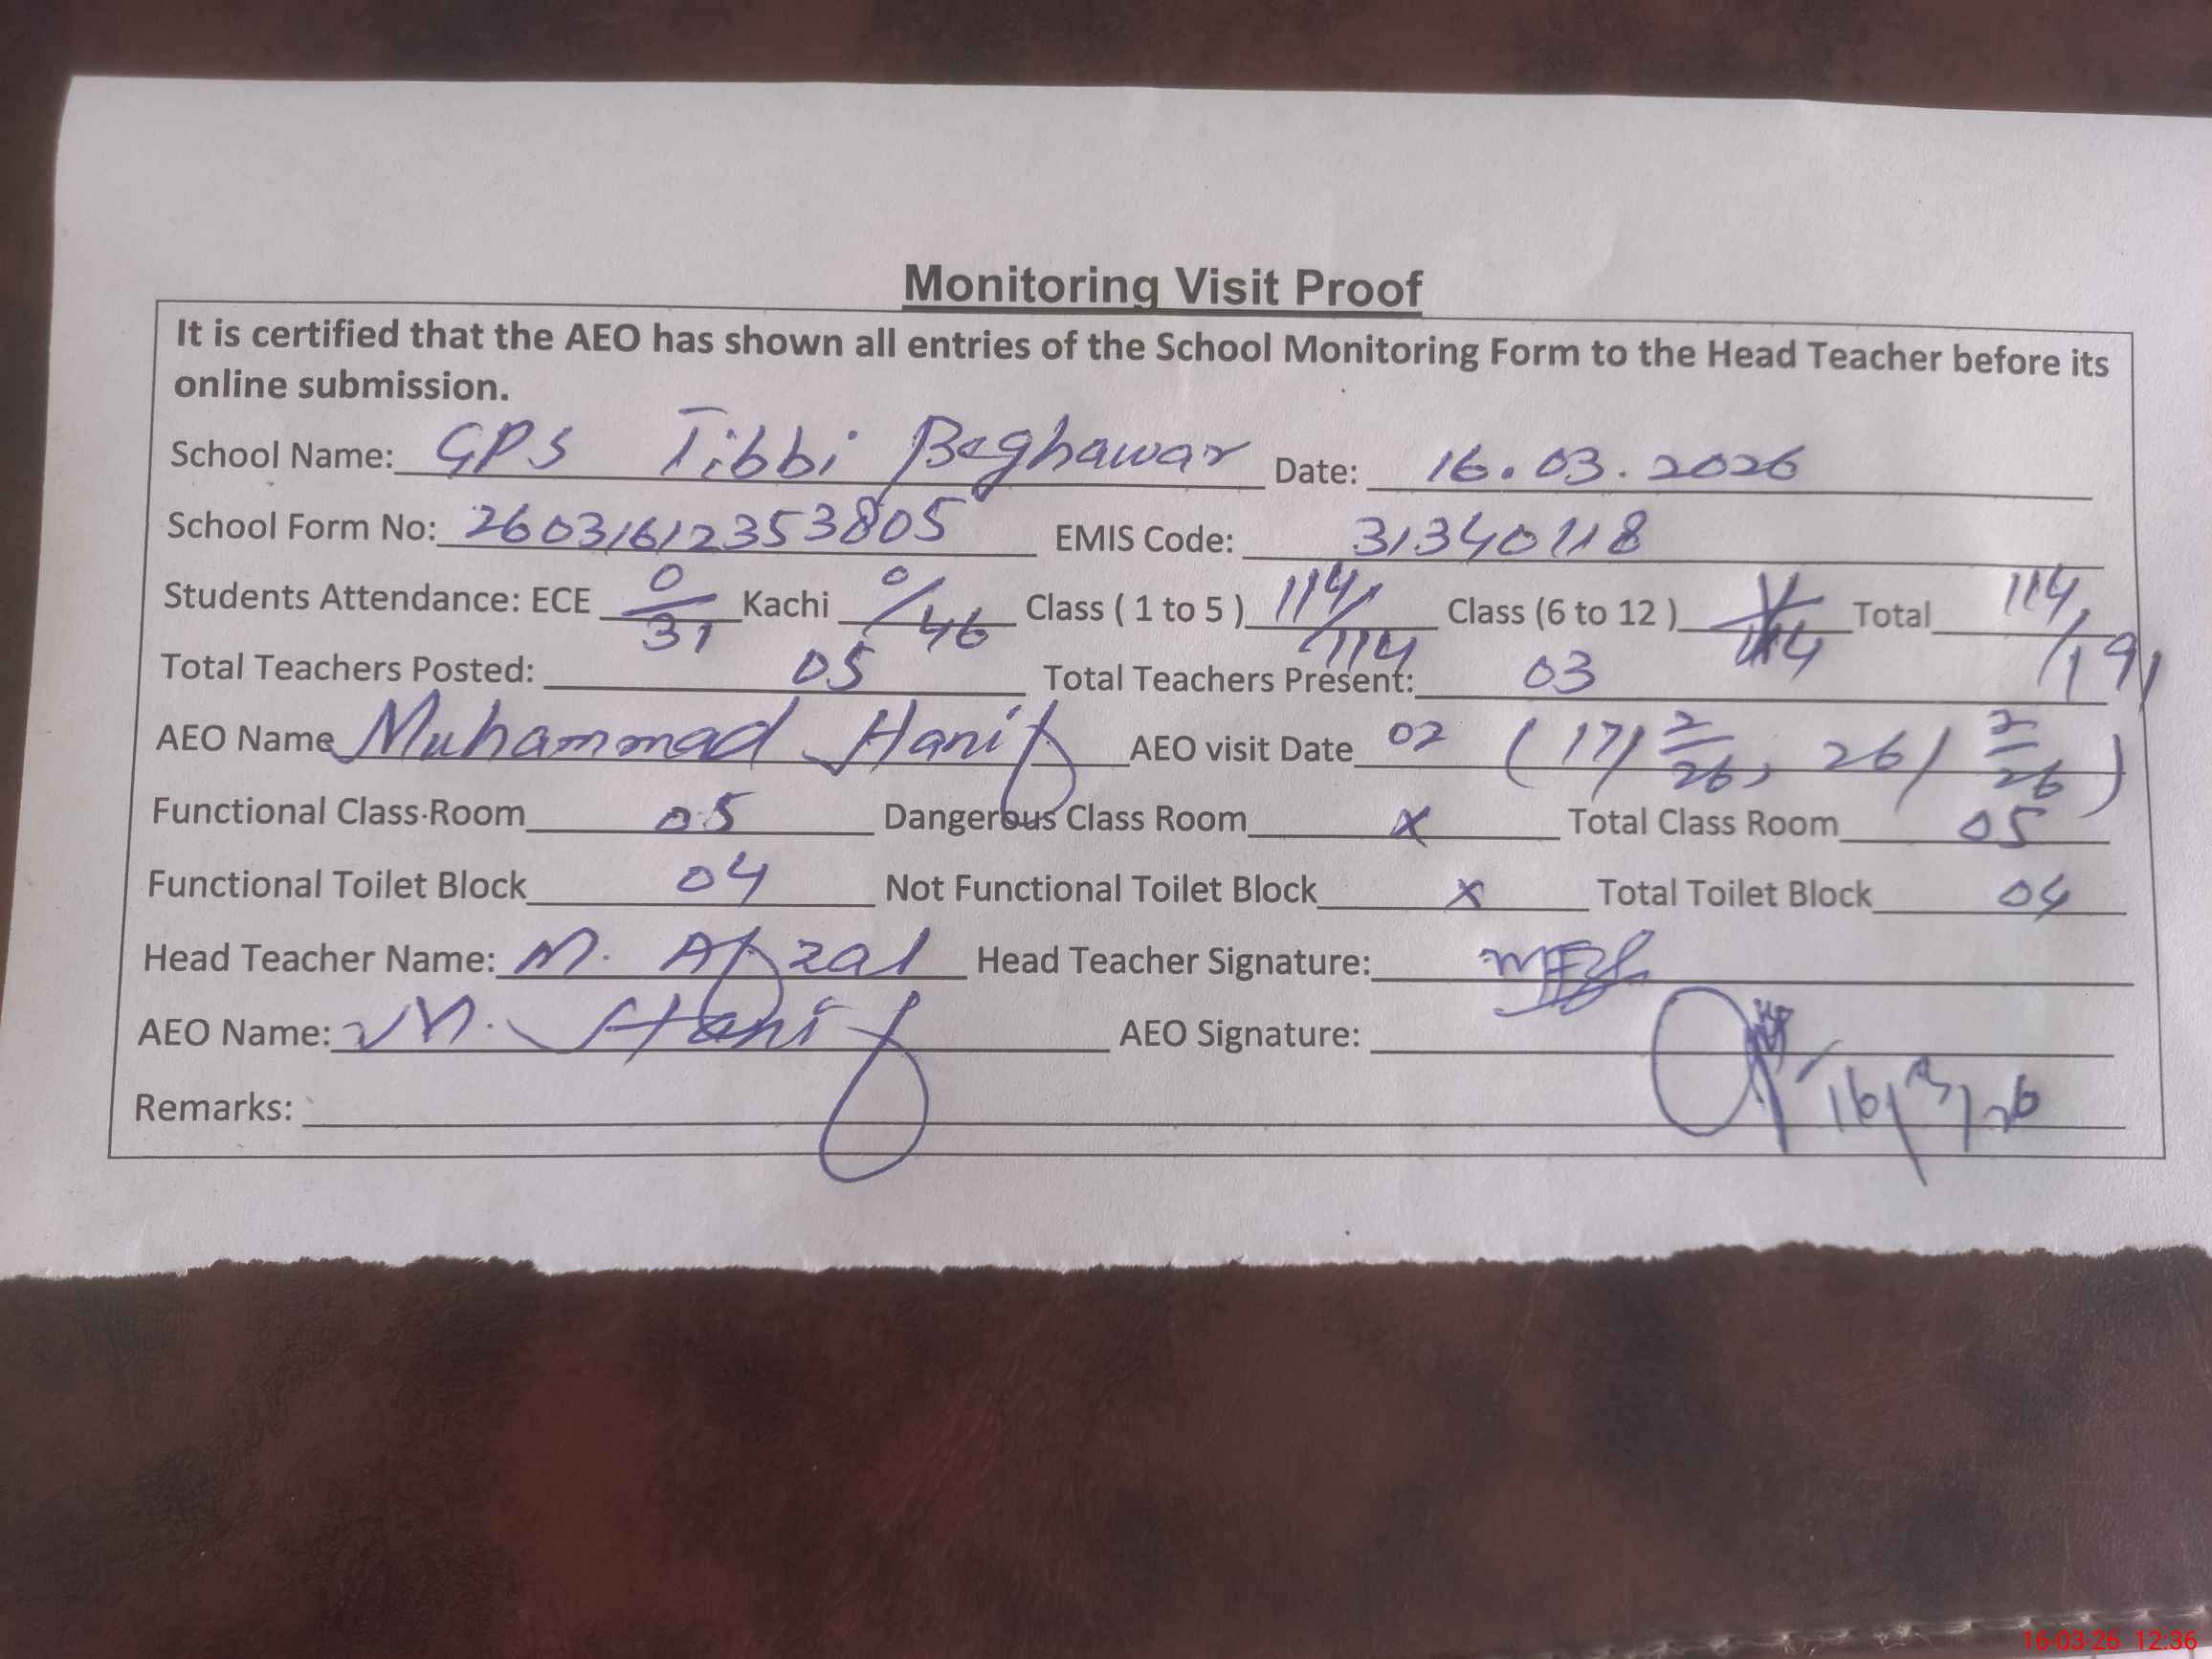 Monitoring Visit Proof
It is certified that the AEO has shown all entries of the School Monitoring Form to the Head Teacher before its
online submission.
School Name: GPS Tibbi Beghawar Date: 16.03.2026
School Form No: 26031612353805 EMIS Code: 31340118
Students Attendance: ECE 0/31 Kachi 0/46 Class ( 1 to 5 ) 114/114 Class (6 to 12 ) Total 114/191
Total Teachers Posted: 05 Total Teachers Present: 03
AEO Name Muhammad Hanif AEO visit Date 02 (17/2/26, 26/2/26)
Functional Class Room 05 Dangerous Class Room x Total Class Room 05
Functional Toilet Block 04 Not Functional Toilet Block x Total Toilet Block 04
Head Teacher Name: M. Afzal Head Teacher Signature:
AEO Name: M. Hanif AEO Signature:
16/3/26
Remarks:
16-03-26 12:36